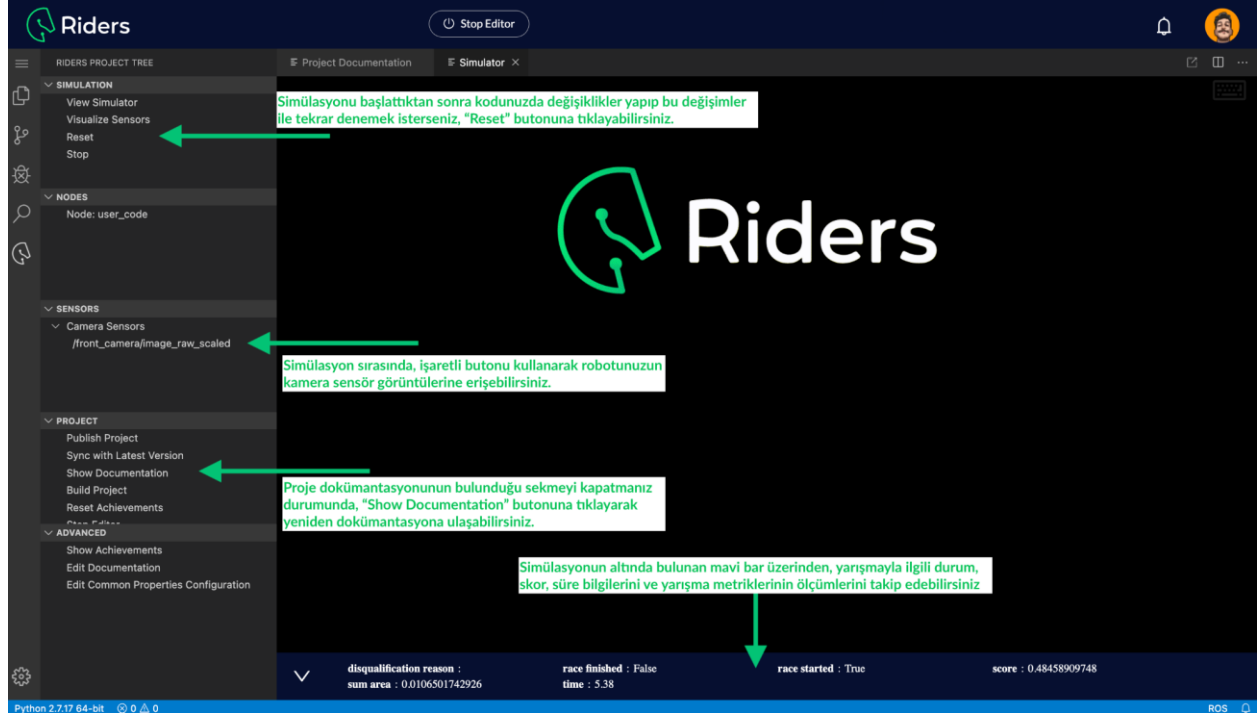 Riders
Stop Editor
RIDERS PROJECT TREE
Project Documentation
Simulator ×
SIMULATION
View Simulator
Visualize Sensors
Reset
Stop
Simülasyonu başlattıktan sonra kodunuzda değişiklikler yapıp bu değişimler
ile tekrar denemek isterseniz, “Reset” butonuna tıklayabilirsiniz.
NODES
Node: user_code
Riders
SENSORS
Camera Sensors
/front_camera/image_raw_scaled
Simülasyon sırasında, işaretli butonu kullanarak robotunuzun
kamera sensör görüntülerine erişebilirsiniz.
PROJECT
Publish Project
Sync with Latest Version
Show Documentation
Build Project
Reset Achievements
Stop Editor
Proje dokümantasyonunun bulunduğu sekmeyi kapatmanız
durumunda, “Show Documentation” butonuna tıklayarak
yeniden dokümantasyona ulaşabilirsiniz.
ADVANCED
Show Achievements
Edit Documentation
Edit Common Properties Configuration
Simülasyonun altında bulunan mavi bar üzerinden, yarışmayla ilgili durum,
skor, süre bilgilerini ve yarışma metriklerinin ölçümlerini takip edebilirsiniz
disqualification reason : race finished : False race started : True score : 0.48458909748
sum area : 0.0106501742926 time : 5.38
Python 2.7.17 64-bit 0 0 ROS